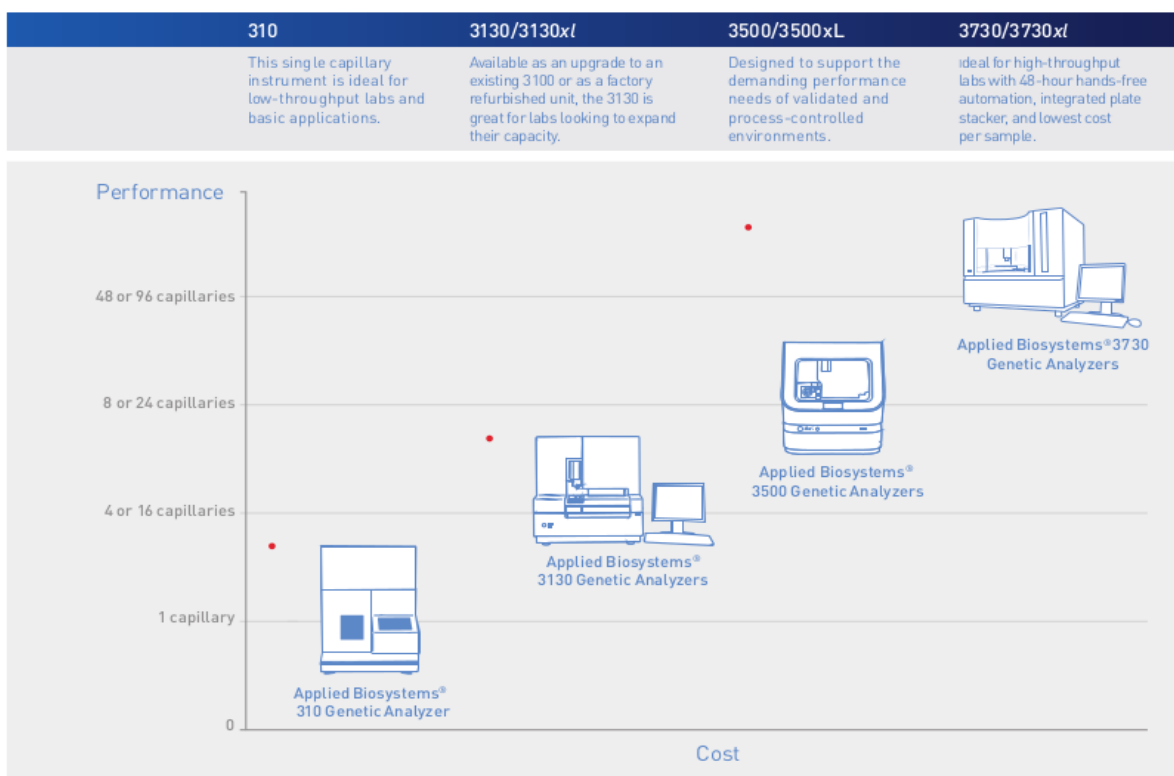 310
3130/3130xl
3500/3500xL
3730/3730xl
This single capillary
instrument is ideal for
low-throughput labs and
basic applications.
Available as an upgrade to an
existing 3100 or as a factory
refurbished unit, the 3130 is
great for labs looking to expand
their capacity.
Designed to support the
demanding performance
needs of validated and
process-controlled
environments.
Ideal for high-throughput
labs with 48-hour hands-free
automation, integrated plate
stacker, and lowest cost
per sample.
Performance
48 or 96 capillaries
Applied Biosystems®3730
Genetic Analyzers
8 or 24 capillaries
Applied Biosystems®
3500 Genetic Analyzers
4 or 16 capillaries
Applied Biosystems®
3130 Genetic Analyzers
1 capillary
Applied Biosystems®
310 Genetic Analyzer
0
Cost